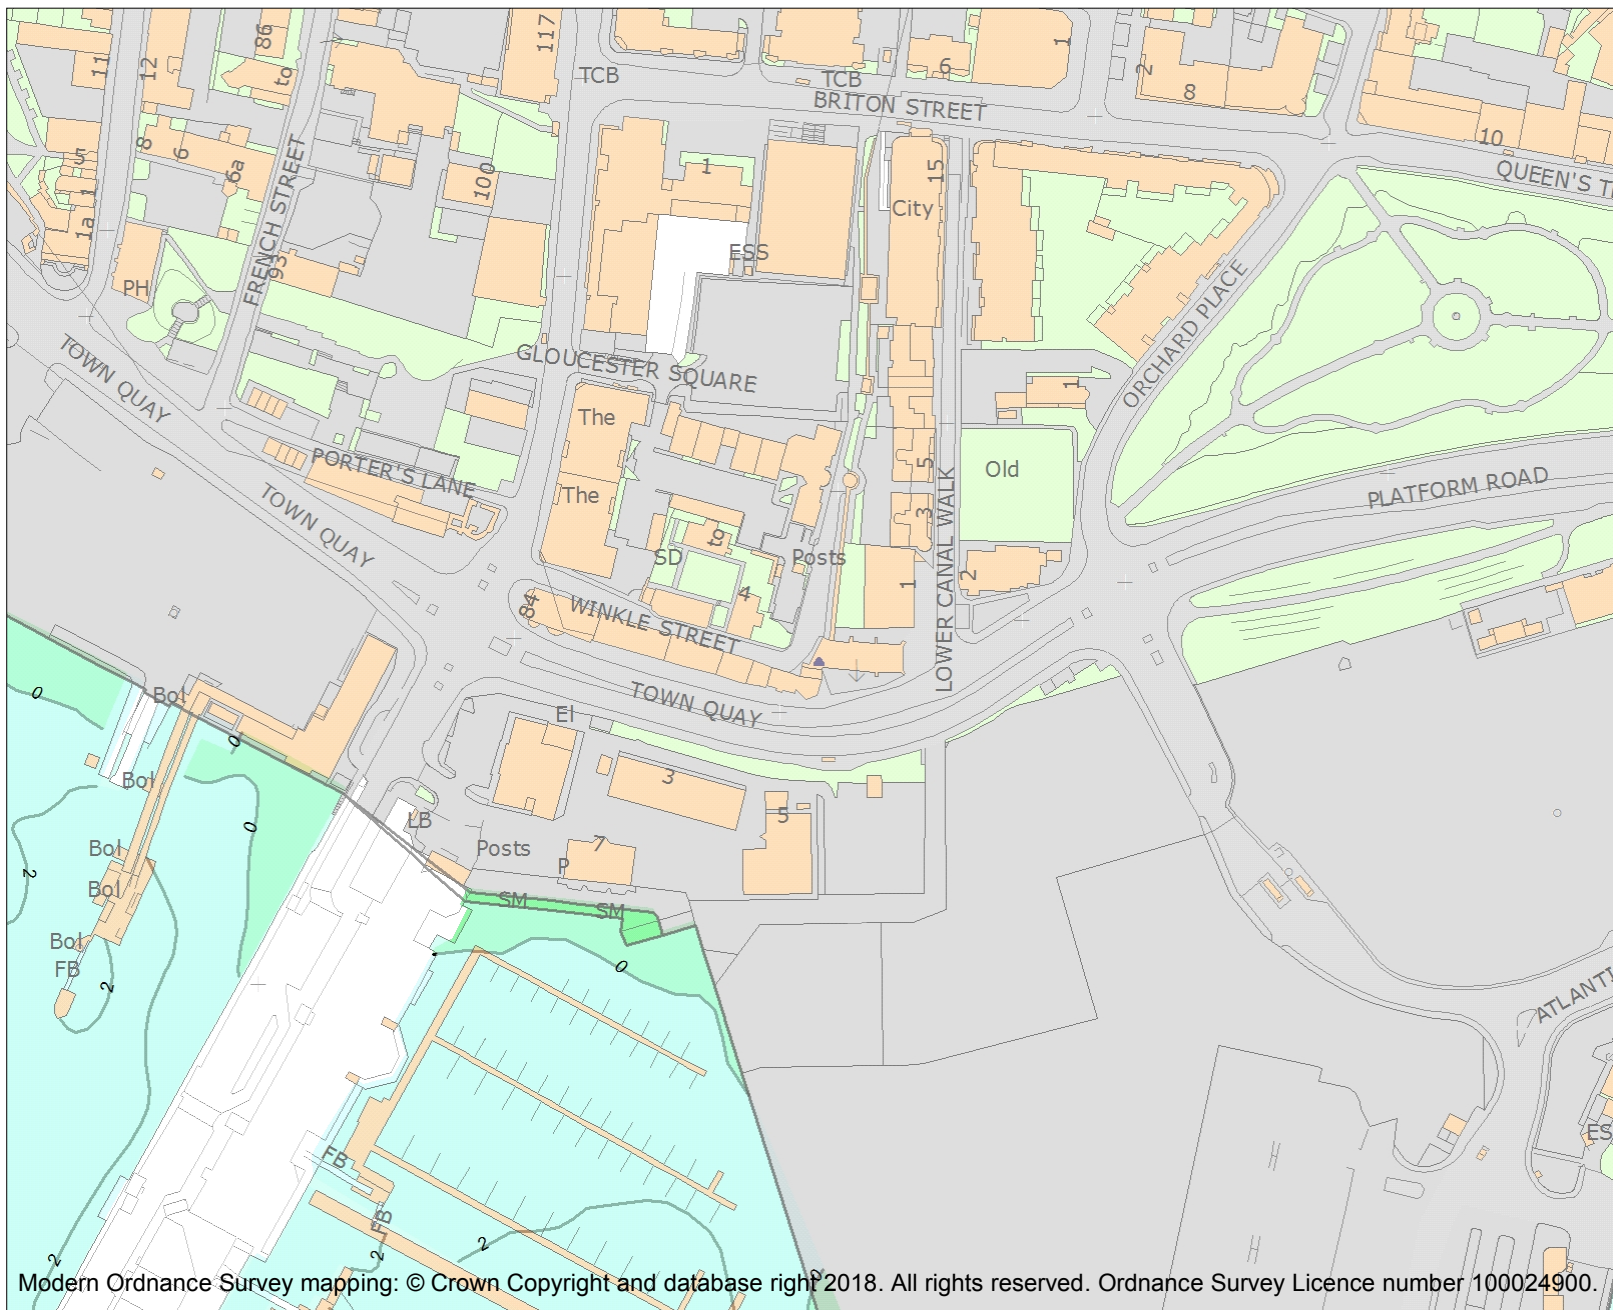 11
12
86
to
117
TCB
TCB
6
1
2
8
BRITON STREET
10
QUEEN'S T
5
8
6
6a
1
1a
FRENCH STREET
93
100
1
15
City
ESS
PH
TOWN QUAY
GLOUCESTER SQUARE
ORCHARD PLACE
1
The
The
PORTER'S LANE
TOWN QUAY
5
3
Old
LOWER CANAL WALK
PLATFORM ROAD
to
SD
Posts
4
1
2
84
WINKLE STREET
TOWN QUAY
0
Bol
0
El
3
Bol
5
LB
0
7
Posts
P
Bol
2
Bol
SM
SM
Bol
FB
0
2
ATLANTI
ES
FB
FB
2
2
2
0
Modern Ordnance Survey mapping: © Crown Copyright and database right 2018. All rights reserved. Ordnance Survey Licence number 100024900.